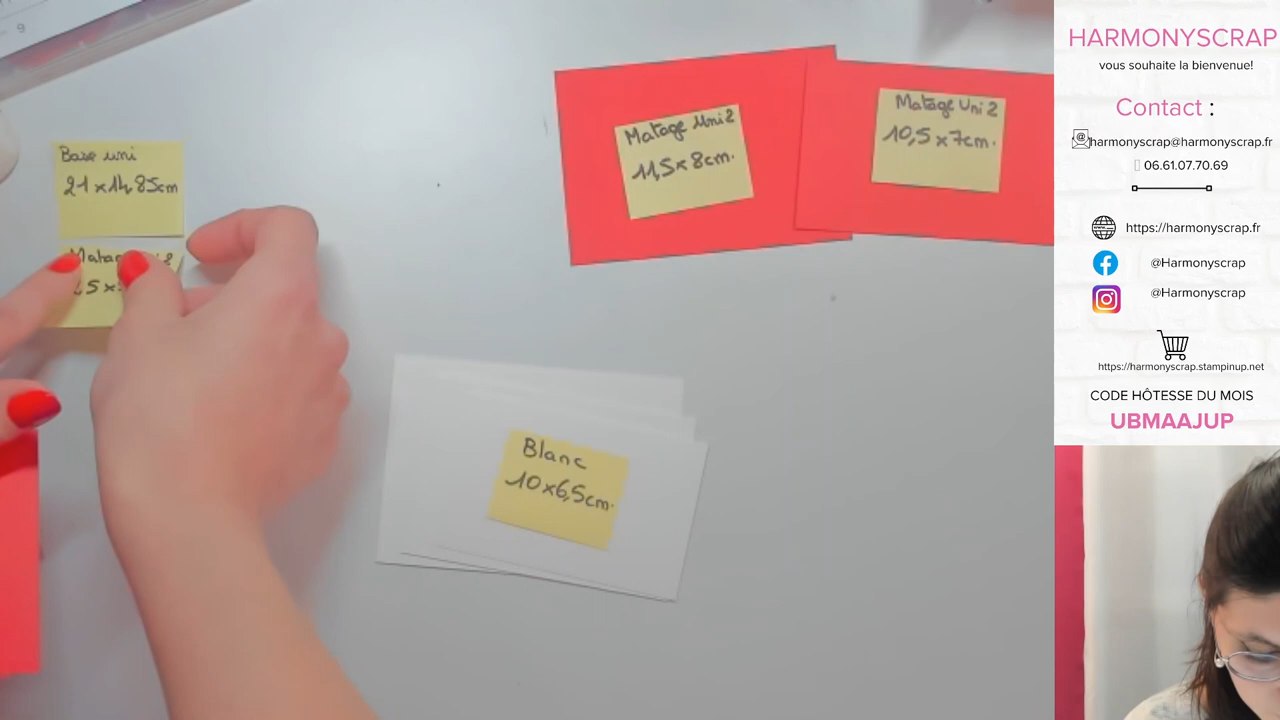 9
Base uni
21 x 14,85cm
Matage Uni 2
11,5 x 8cm.
Matage Uni 2
10,5 x 7cm.
Blanc
10 x 6,5cm.
HARMONYSCRAP
vous souhaite la bienvenue!
Contact :
harmonyscrap@harmonyscrap.fr
06.61.07.70.69
https://harmonyscrap.fr
@Harmonyscrap
@Harmonyscrap
https://harmonyscrap.stampinup.net
CODE HÔTESSE DU MOIS
UBMAAJUP